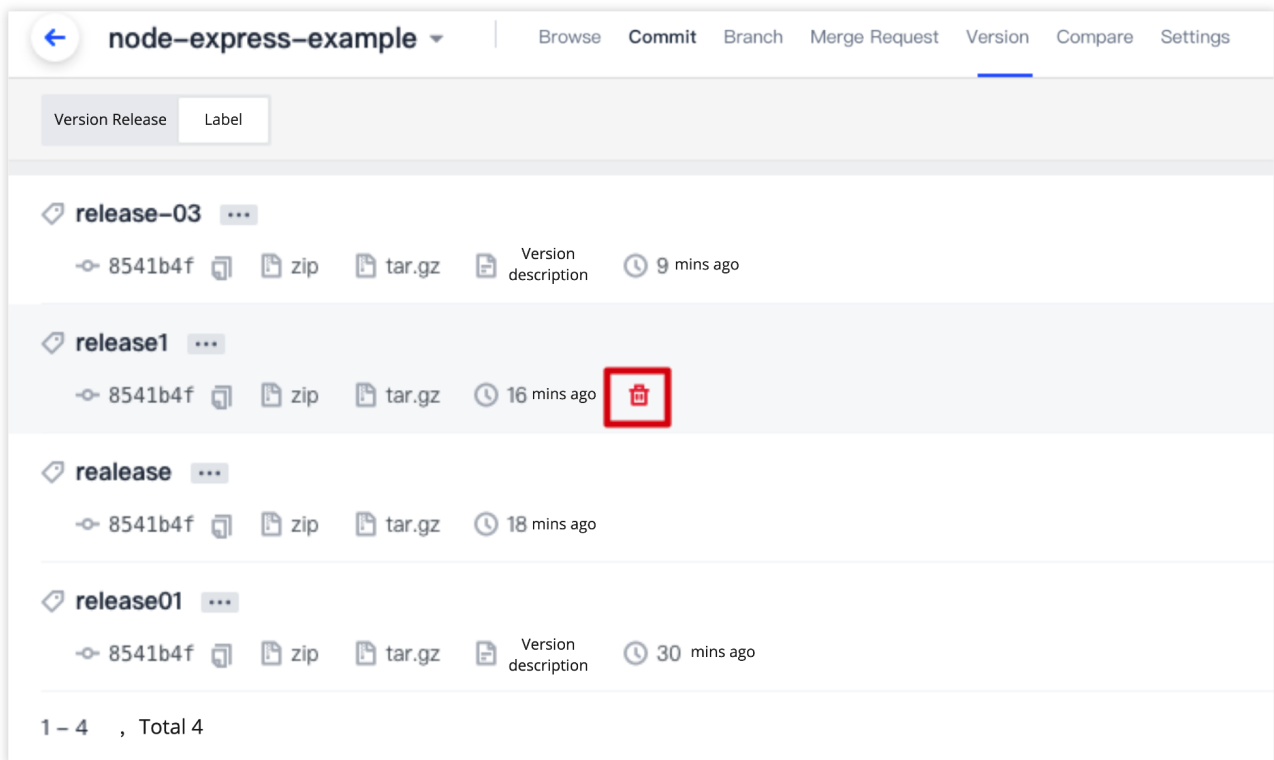 node-express-example Browse Commit Branch Merge Request Version Compare Settings
Version Release Label
release-03 ...
8541b4f zip tar.gz Version description 9 mins ago
release1 ...
8541b4f zip tar.gz 16 mins ago
realease ...
8541b4f zip tar.gz 18 mins ago
release01 ...
8541b4f zip tar.gz Version description 30 mins ago
1 – 4 , Total 4